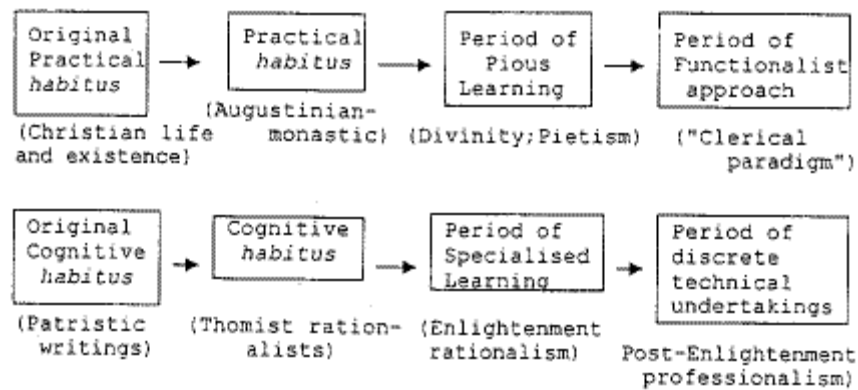 Original
Practical
habitus
Practical
habitus
Period of
Pious
Learning
Period of
Functionalist
approach
(Christian life
and existence)
(Augustinian-
monastic)
(Divinity;Pietism)
("Clerical
paradigm")
Original
Cognitive
habitus
Cognitive
habitus
Period of
Specialised
Learning
Period of
discrete
technical
undertakings
(Patristic
writings)
(Thomist ration-
alists)
(Enlightenment
rationalism)
Post-Enlightenment
professionalism)